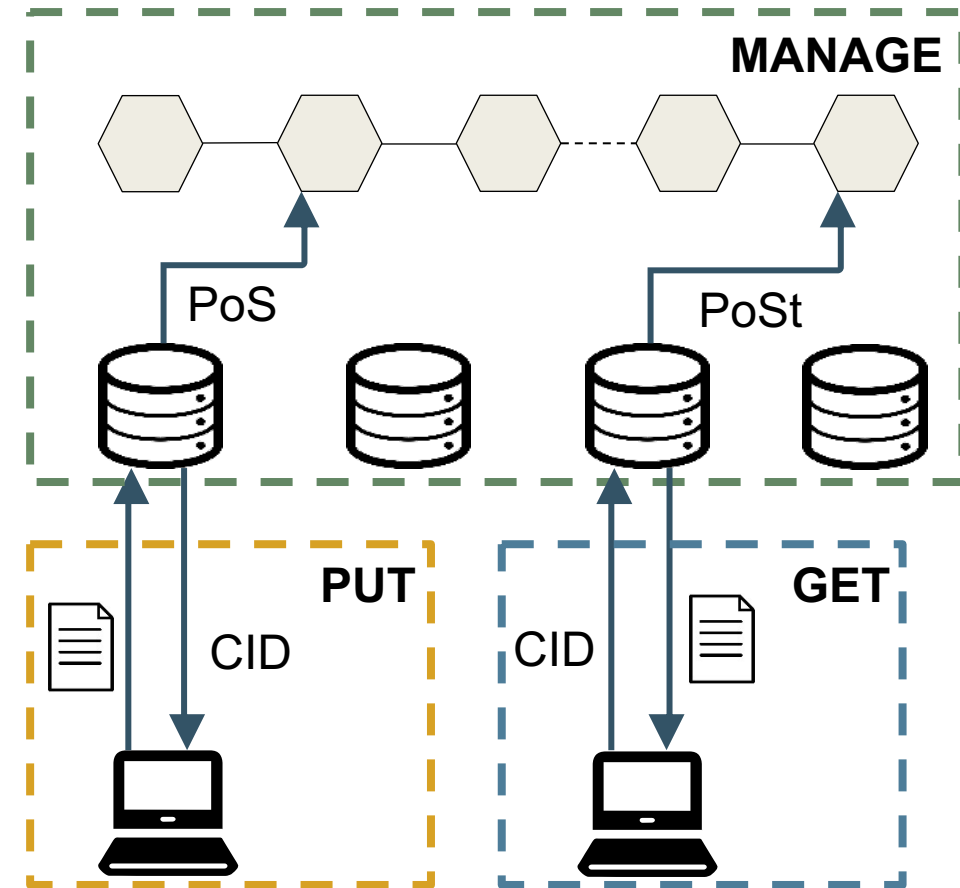 MANAGE
PoS
PoSt
PUT
GET
CID
CID